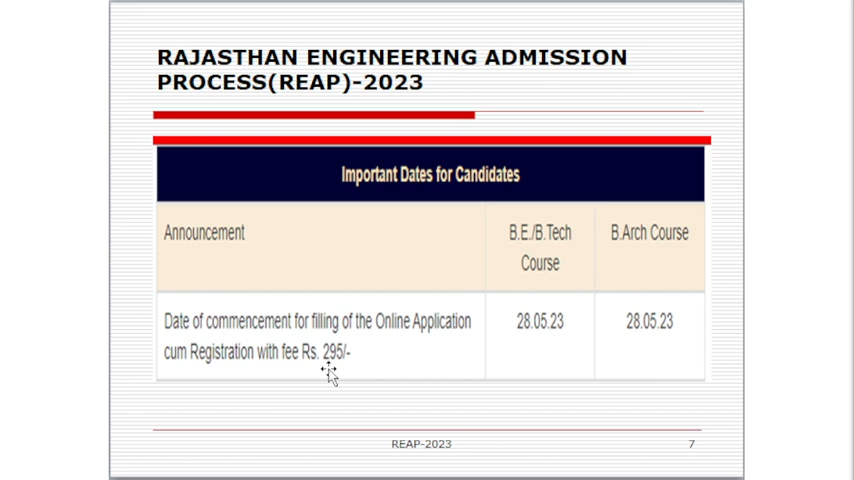 RAJASTHAN ENGINEERING ADMISSION
PROCESS(REAP)-2023
Important Dates for Candidates
Announcement
B.E./B.Tech
Course
B.Arch Course
Date of commencement for filling of the Online Application
cum Registration with fee Rs. 295/-
28.05.23
28.05.23
REAP-2023
7